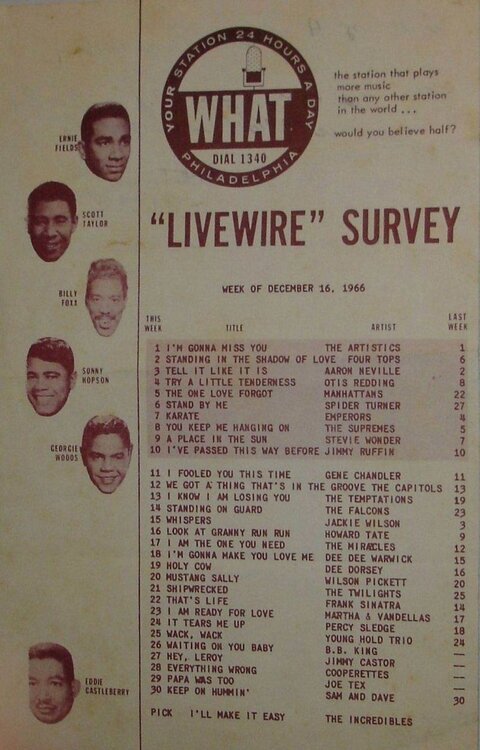 YOUR STATION 24 HOURS A DAY
WHAT
DIAL 1340
PHILADELPHIA
the station that plays
more music
than any other station
in the world ...
would you believe half?
ERNIE
FIELDS
SCOTT
TAYLOR
BILLY
FOXX
SONNY
HOPSON
GEORGIE
WOODS
EDDIE
CASTLEBERRY
"LIVEWIRE" SURVEY
WEEK OF DECEMBER 16, 1966
THIS WEEK TITLE ARTIST LAST WEEK
1 I'M GONNA MISS YOU THE ARTISTICS 1
2 STANDING IN THE SHADOW OF LOVE FOUR TOPS 6
3 TELL IT LIKE IT IS AARON NEVILLE 2
4 TRY A LITTLE TENDERNESS OTIS REDDING 8
5 THE ONE LOVE FORGOT MANHATTANS 22
6 STAND BY ME SPIDER TURNER 27
7 KARATE EMPERORS 4
8 YOU KEEP ME HANGING ON THE SUPREMES 5
9 A PLACE IN THE SUN STEVIE WONDER 7
10 I'VE PASSED THIS WAY BEFORE JIMMY RUFFIN 10
11 I FOOLED YOU THIS TIME GENE CHANDLER 11
12 WE GOT A THING THAT'S IN THE GROOVE THE CAPITOLS 13
13 I KNOW I AM LOSING YOU THE TEMPTATIONS 19
14 STANDING ON GUARD THE FALCONS 23
15 WHISPERS JACKIE WILSON 3
16 LOOK AT GRANNY RUN RUN HOWARD TATE 9
17 I AM THE ONE YOU NEED THE MIRACLES 12
18 I'M GONNA MAKE YOU LOVE ME DEE DEE WARWICK 15
19 HOLY COW DEE DORSEY 16
20 MUSTANG SALLY WILSON PICKETT 20
21 SHIPWRECKED THE TWILIGHTS 25
22 THAT'S LIFE FRANK SINATRA 14
23 I AM READY FOR LOVE MARTHA & VANDELLAS 17
24 IT TEARS ME UP PERCY SLEDGE 18
25 WACK, WACK YOUNG HOLD TRIO 24
26 WAITING ON YOU BABY B.B. KING —
27 HEY, LEROY JIMMY CASTOR —
28 EVERYTHING WRONG COOPERETTES —
29 PAPA WAS TOO JOE TEX —
30 KEEP ON HUMMIN' SAM AND DAVE 30
PICK I'LL MAKE IT EASY THE INCREDIBLES